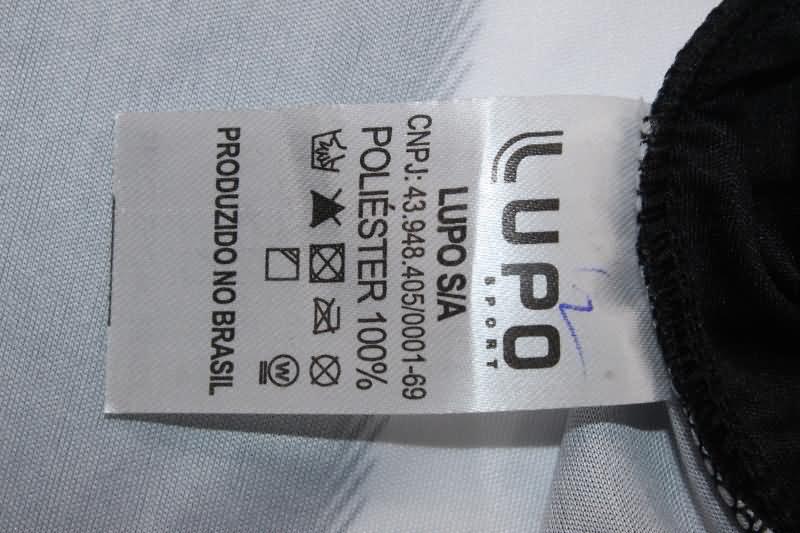 LUPO
SPORT
LUPO S/A
CNPJ: 43.948.405/0001-69
POLIÉSTER 100%
W
PRODUZIDO NO BRASIL